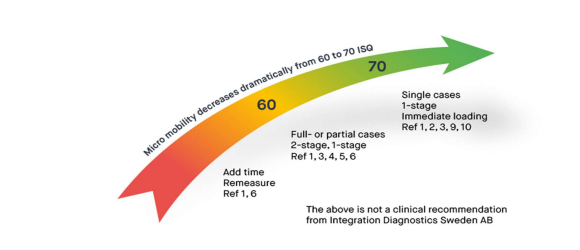 Micro mobility decreases dramatically from 60 to 70 ISQ
60
70
Single cases
1-stage
Immediate loading
Ref 1, 2, 3, 9, 10
Full- or partial cases
2-stage, 1-stage
Ref 1, 3, 4, 5, 6
Add time
Remeasure
Ref 1, 6
The above is not a clinical recommendation
from Integration Diagnostics Sweden AB